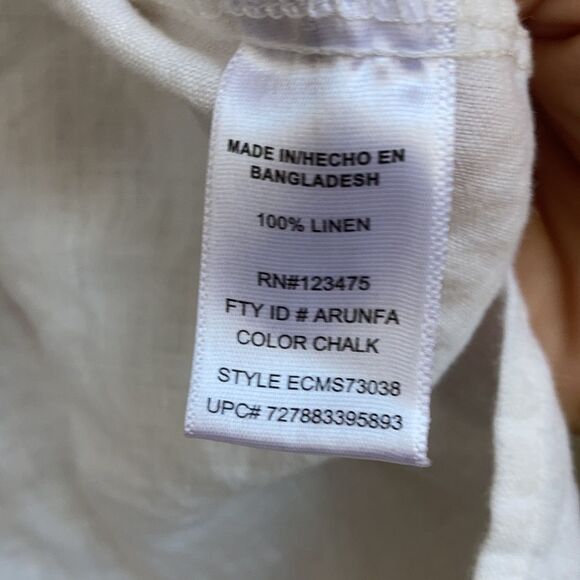 MADE IN/HECHO EN
BANGLADESH
100% LINEN
RN#123475
FTY ID # ARUNFA
COLOR CHALK
STYLE ECMS73038
UPC# 727883395893